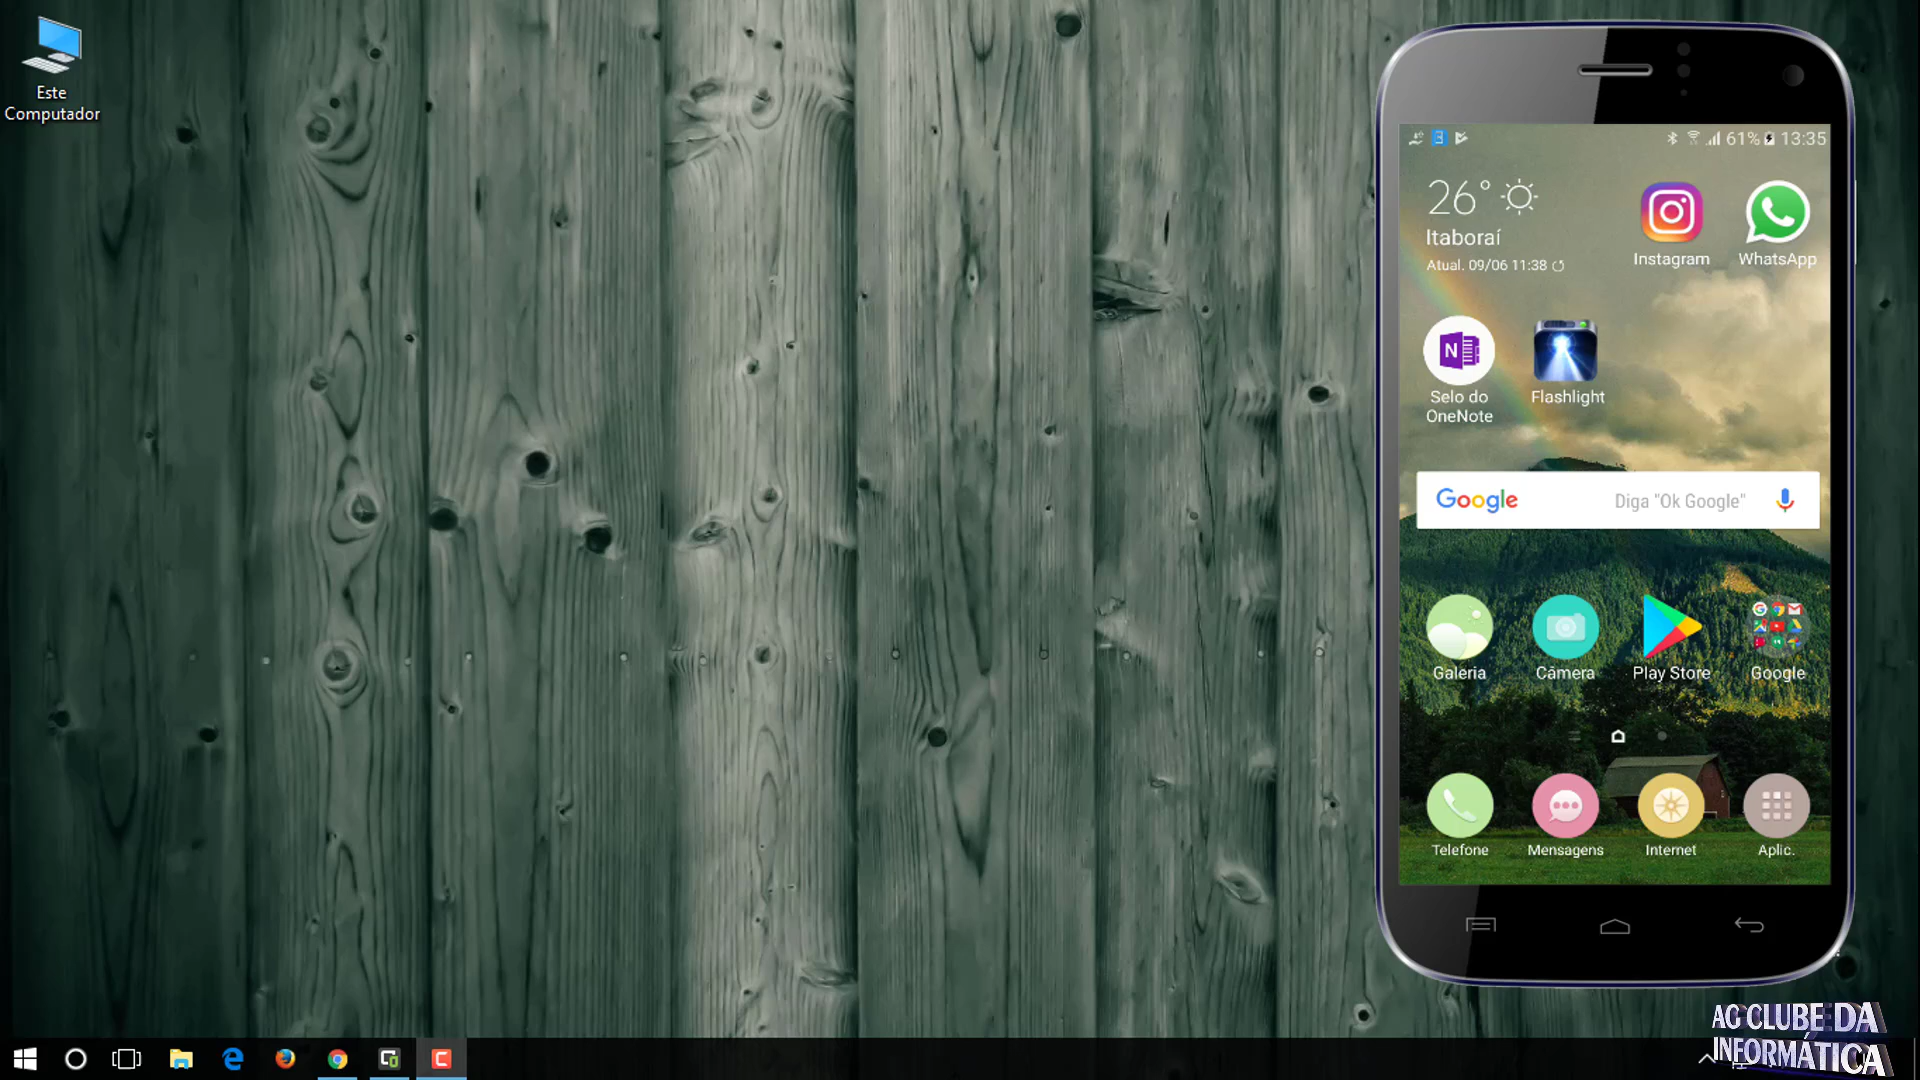 Este
Computador
61% 13:35
26°
Itaboraí
Atual. 09/06 11:38
Instagram
WhatsApp
N
Selo do
OneNote
Flashlight
Google
Diga "Ok Google"
Galeria
Câmera
Play Store
Google
Telefone
Mensagens
Internet
Aplic.
AG CLUBE DA
INFORMÁTICA